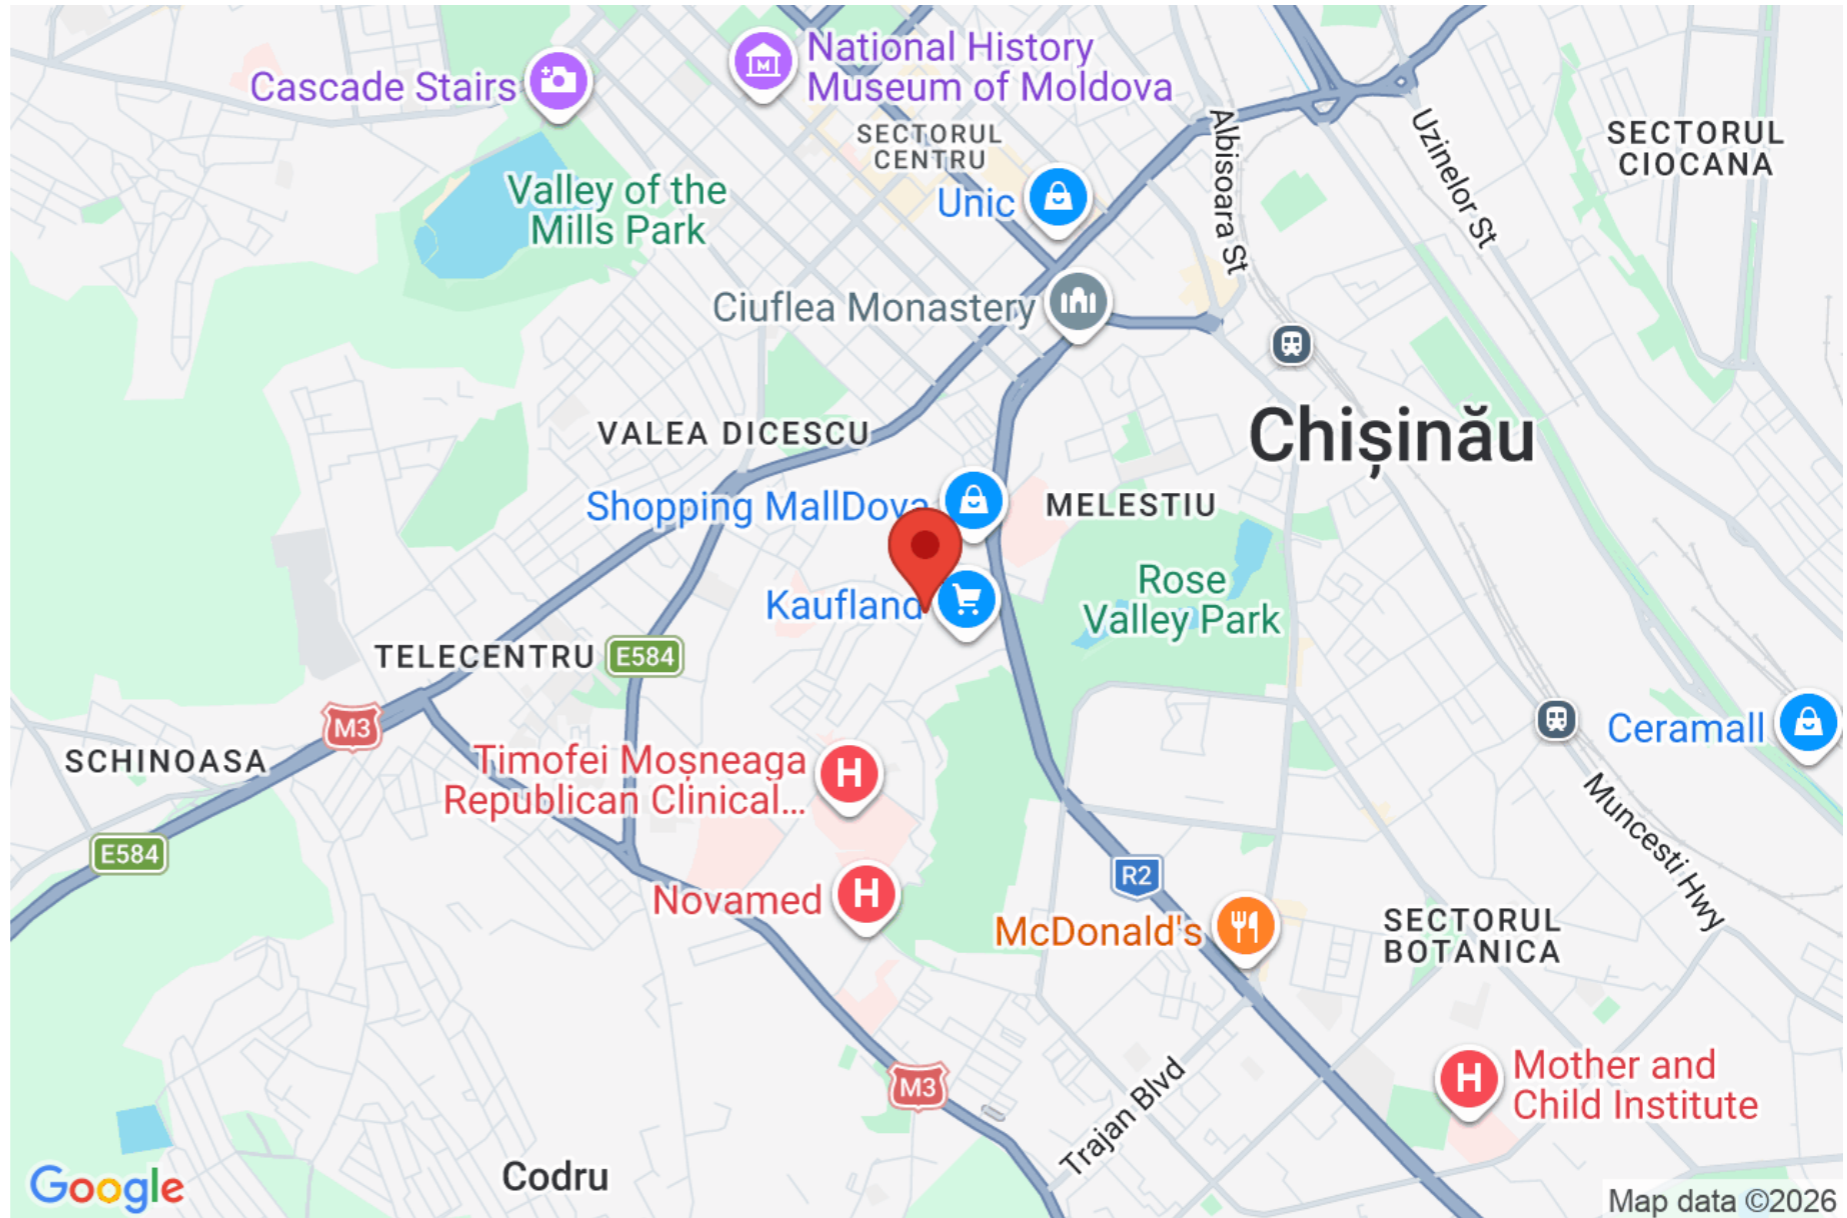 National History
Museum of Moldova
Cascade Stairs
SECTORUL
CENTRU
Albisoara St
Uzinelor St
SECTORUL
CIOCANA
Valley of the
Mills Park
Unic
Ciuflea Monastery
Chișinău
VALEA DICESCU
Shopping MallDova
MELESTIU
Rose
Valley Park
Kaufland
TELECENTRU
E584
M3
SCHINOASA
Ceramall
Timofei Moșneaga
Republican Clinical...
H
Muncesti Hwy
E584
R2
Novamed
H
McDonald's
SECTORUL
BOTANICA
M3
Mother and
Child Institute
H
Trajan Blvd
Codru
Google
Map data ©2026